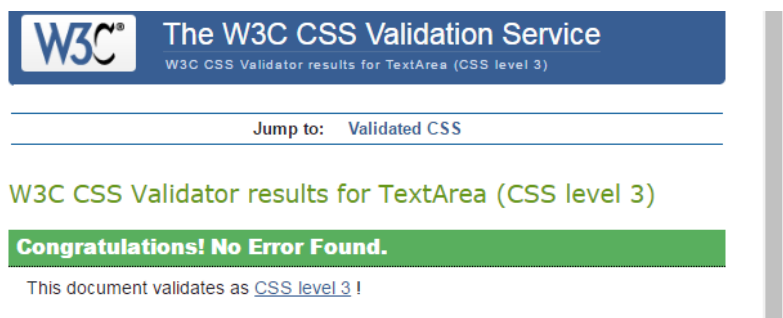 W3C®
The W3C CSS Validation Service
W3C CSS Validator results for TextArea (CSS level 3)
Jump to: Validated CSS
W3C CSS Validator results for TextArea (CSS level 3)
Congratulations! No Error Found.
This document validates as CSS level 3 !